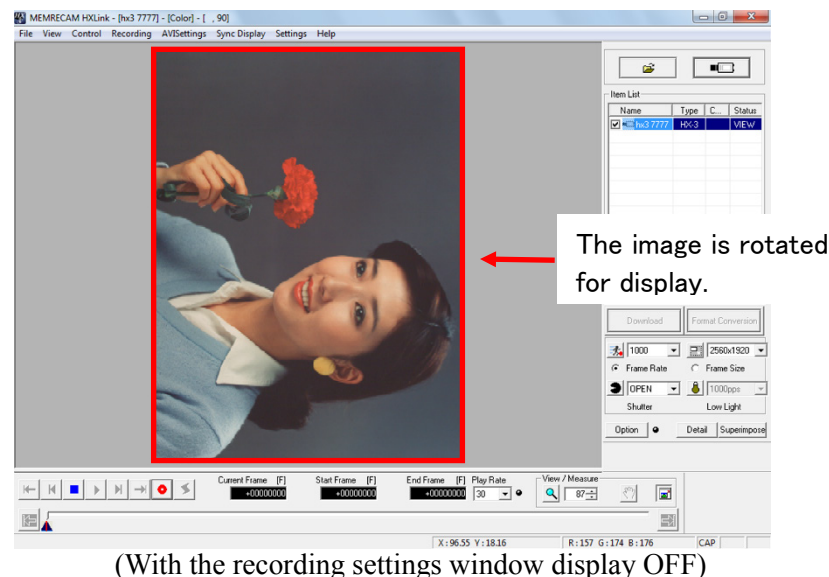 MEMRECAM HXLink - [hx3 7777] - [Color] - [ , 90]
File View Control Recording AVISettings Sync Display Settings Help
Item List
Name Type C... Status
hx3 7777 HX-3 VIEW
The image is rotated
for display.
Download Format Conversion
1000 2560x1920
Frame Rate Frame Size
OPEN 1000pps
Shutter Low Light
Option Detail Superimpose
Current Frame [F] Start Frame [F] End Frame [F] Play Rate View / Measure
+00000000 +00000000 +00000000 30 87
X : 96.55 Y : 18.16 R : 157 G : 174 B : 176 CAP
(With the recording settings window display OFF)